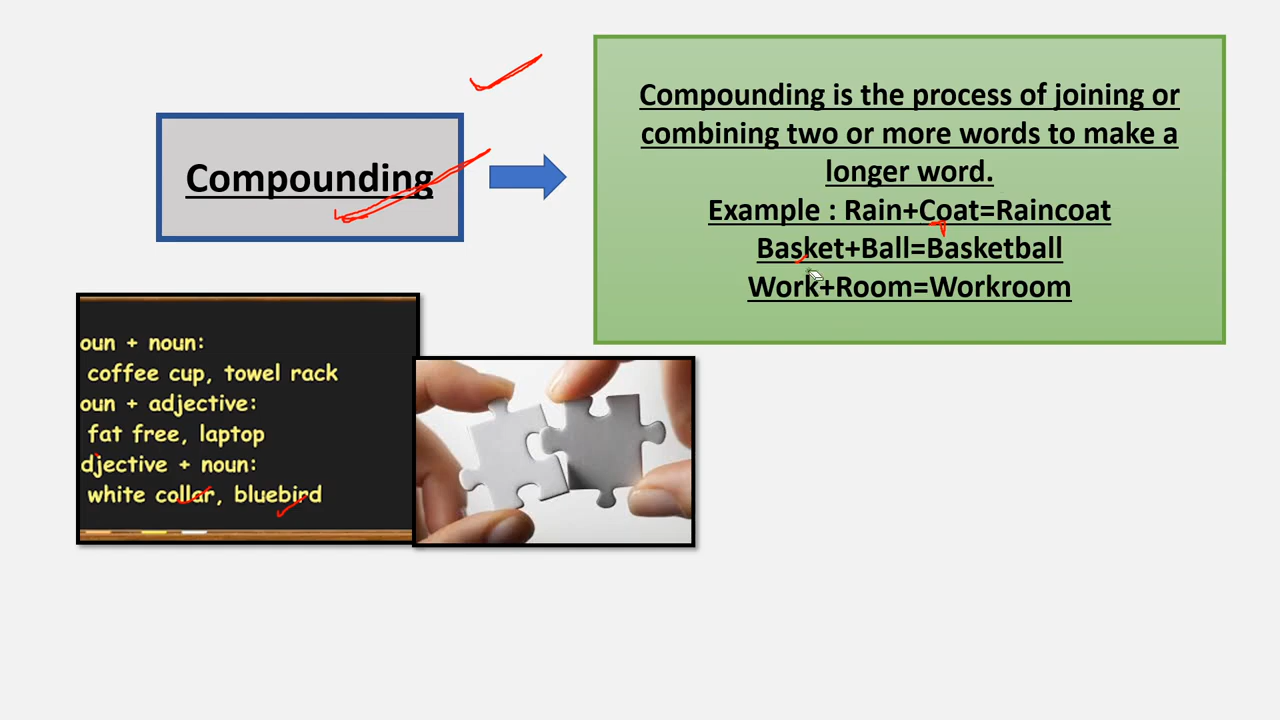 Compounding
Compounding is the process of joining or
combining two or more words to make a
longer word.
Example : Rain+Coat=Raincoat
Basket+Ball=Basketball
Work+Room=Workroom
oun + noun:
coffee cup, towel rack
oun + adjective:
fat free, laptop
djective + noun:
white collar, bluebird